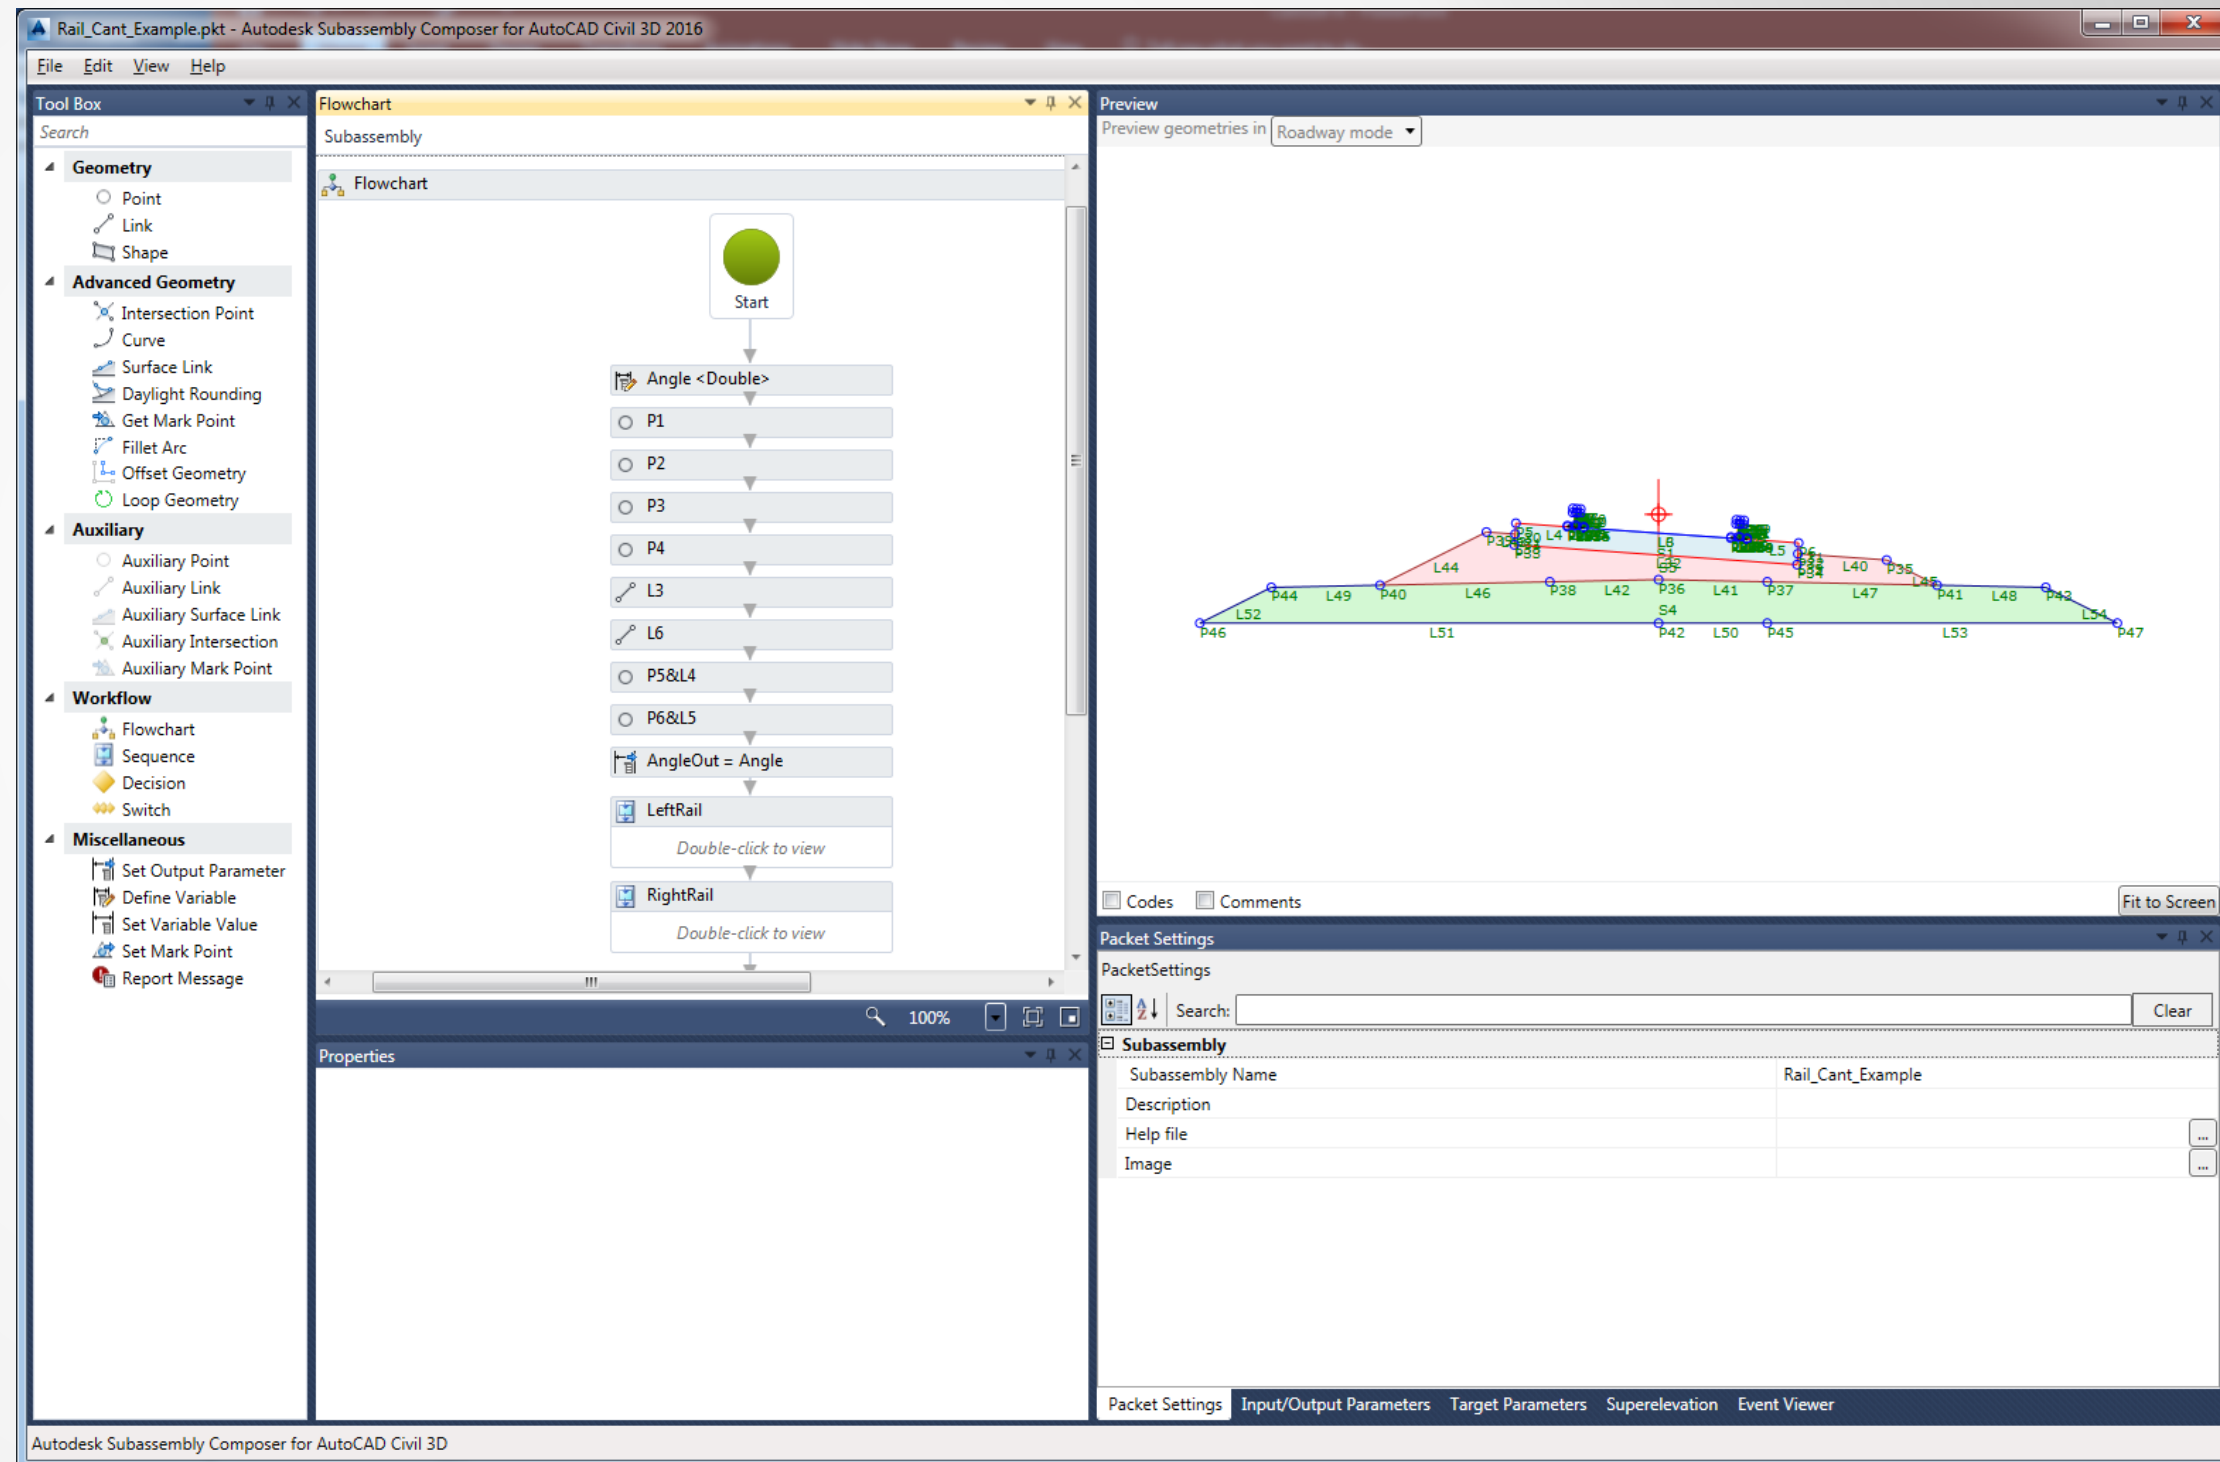 Rail_Cant_Example.pkt - Autodesk Subassembly Composer for AutoCAD Civil 3D 2016
File Edit View Help
Tool Box
Search
Geometry
Point
Link
Shape
Advanced Geometry
Intersection Point
Curve
Surface Link
Daylight Rounding
Get Mark Point
Fillet Arc
Offset Geometry
Loop Geometry
Auxiliary
Auxiliary Point
Auxiliary Link
Auxiliary Surface Link
Auxiliary Intersection
Auxiliary Mark Point
Workflow
Flowchart
Sequence
Decision
Switch
Miscellaneous
Set Output Parameter
Define Variable
Set Variable Value
Set Mark Point
Report Message
Flowchart
Subassembly
Flowchart
Start
Angle <Double>
P1
P2
P3
P4
L3
L6
P5&L4
P6&L5
AngleOut = Angle
LeftRail
Double-click to view
RightRail
Double-click to view
100%
Properties
Preview
Preview geometries in Roadway mode
L4 L5
L44 L40 P35
P44 L49 P40 L46 P38 L42 P36 L41 P37 L47 P41 L48 P43
L52 S4 L54
P46 L51 P42 L50 P45 L53 P47
Codes Comments Fit to Screen
Packet Settings
PacketSettings
Search: Clear
Subassembly
Subassembly Name Rail_Cant_Example
Description
Help file ...
Image ...
Packet Settings Input/Output Parameters Target Parameters Superelevation Event Viewer
Autodesk Subassembly Composer for AutoCAD Civil 3D